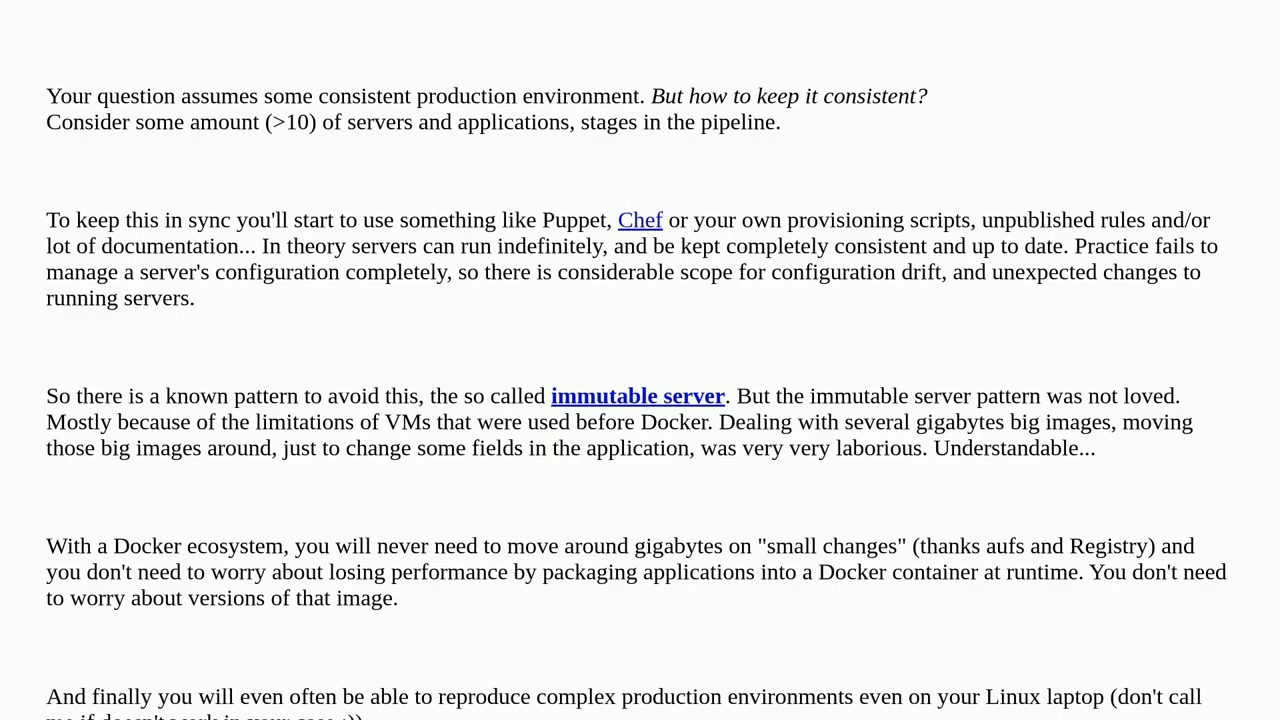 Your question assumes some consistent production environment. But how to keep it consistent?
Consider some amount (>10) of servers and applications, stages in the pipeline.
To keep this in sync you'll start to use something like Puppet, Chef or your own provisioning scripts, unpublished rules and/or
lot of documentation... In theory servers can run indefinitely, and be kept completely consistent and up to date. Practice fails to
manage a server's configuration completely, so there is considerable scope for configuration drift, and unexpected changes to
running servers.
So there is a known pattern to avoid this, the so called immutable server. But the immutable server pattern was not loved.
Mostly because of the limitations of VMs that were used before Docker. Dealing with several gigabytes big images, moving
those big images around, just to change some fields in the application, was very very laborious. Understandable...
With a Docker ecosystem, you will never need to move around gigabytes on "small changes" (thanks aufs and Registry) and
you don't need to worry about losing performance by packaging applications into a Docker container at runtime. You don't need
to worry about versions of that image.
And finally you will even often be able to reproduce complex production environments even on your Linux laptop (don't call
me if doesn't work in your case ;))